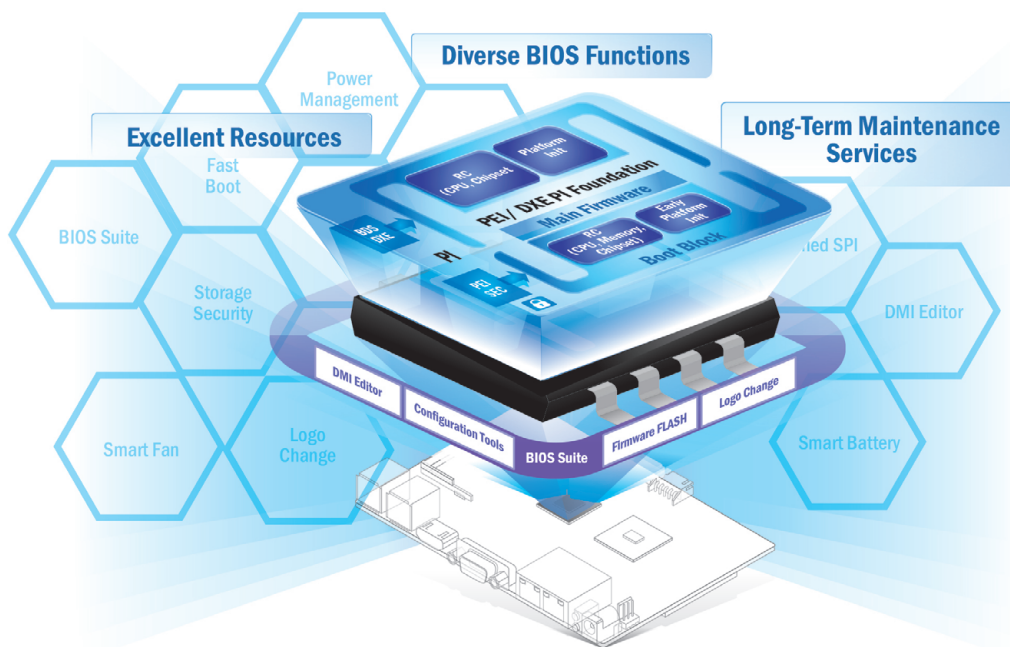 Diverse BIOS Functions
Power
Management
Excellent Resources
Long-Term Maintenance
Services
Fast
Boot
BIOS Suite
Storage
Security
Smart Fan
Logo
Change
RC
(CPU, Chipset
Platform
Init
PEI/ DXE PI Foundation
Main Firmware
BDS
DXE
PI
RC
(CPU, Memory,
Chipset)
Early
Platform
Init
Boot Block
PEI
SEC
SPI
DMI Editor
Smart Battery
DMI Editor
Configuration Tools
BIOS Suite
Firmware FLASH
Logo Change